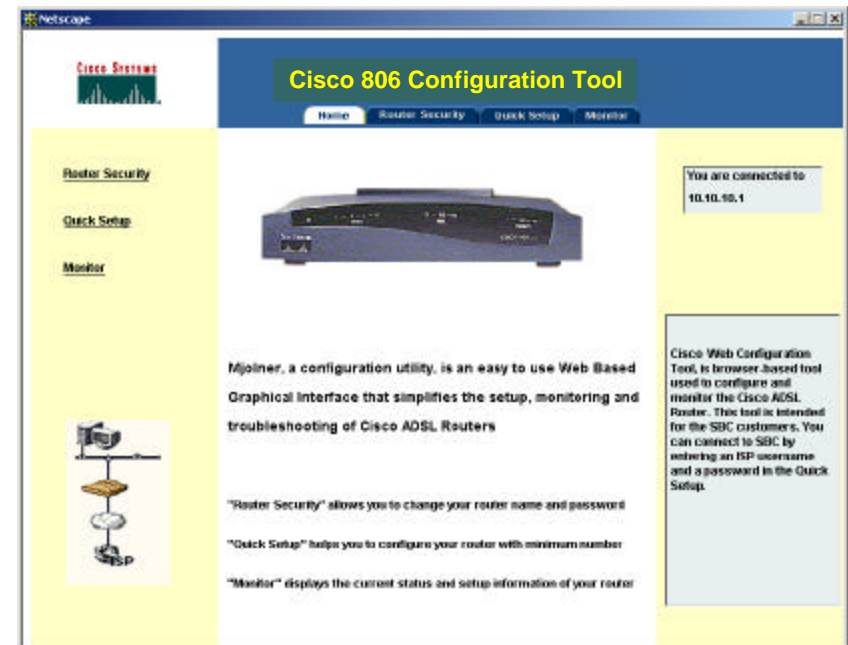 Netscape
CISCO SYSTEMS
Cisco 806 Configuration Tool
Home Router Security Quick Setup Monitor
Router Security
Quick Setup
Monitor
You are connected to
10.10.10.1
Mjolner, a configuration utility, is an easy to use Web Based
Graphical Interface that simplifies the setup, monitoring and
troubleshooting of Cisco ADSL Routers
"Router Security" allows you to change your router name and password
"Quick Setup" helps you to configure your router with minimum number
"Monitor" displays the current status and setup information of your router
Cisco Web Configuration
Tool, is browser-based tool
used to configure and
monitor the Cisco ADSL
Router. This tool is intended
for the SBC customers. You
can connect to SBC by
entering an ISP username
and a password in the Quick
Setup.
ISP